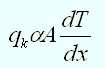 q_k α A dT/dx